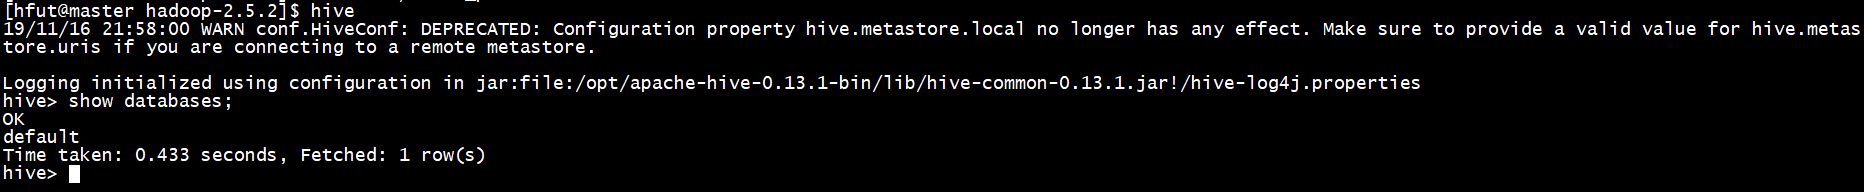 [hfut@master hadoop-2.5.2]$ hive
19/11/16 21:58:00 WARN conf.HiveConf: DEPRECATED: Configuration property hive.metastore.local no longer has any effect. Make sure to provide a valid value for hive.metas
tore.uris if you are connecting to a remote metastore.
Logging initialized using configuration in jar:file:/opt/apache-hive-0.13.1-bin/lib/hive-common-0.13.1.jar!/hive-log4j.properties
hive> show databases;
OK
default
Time taken: 0.433 seconds, Fetched: 1 row(s)
hive>